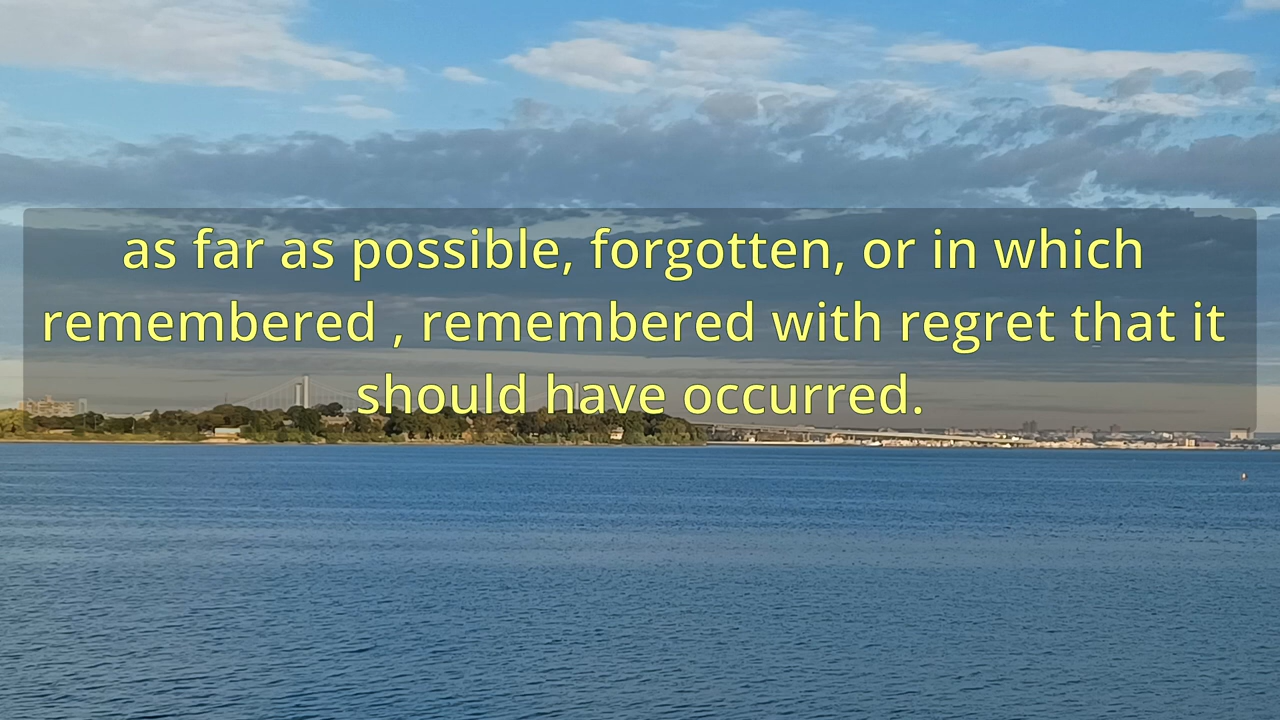 as far as possible, forgotten, or in which
remembered , remembered with regret that it
should have occurred.